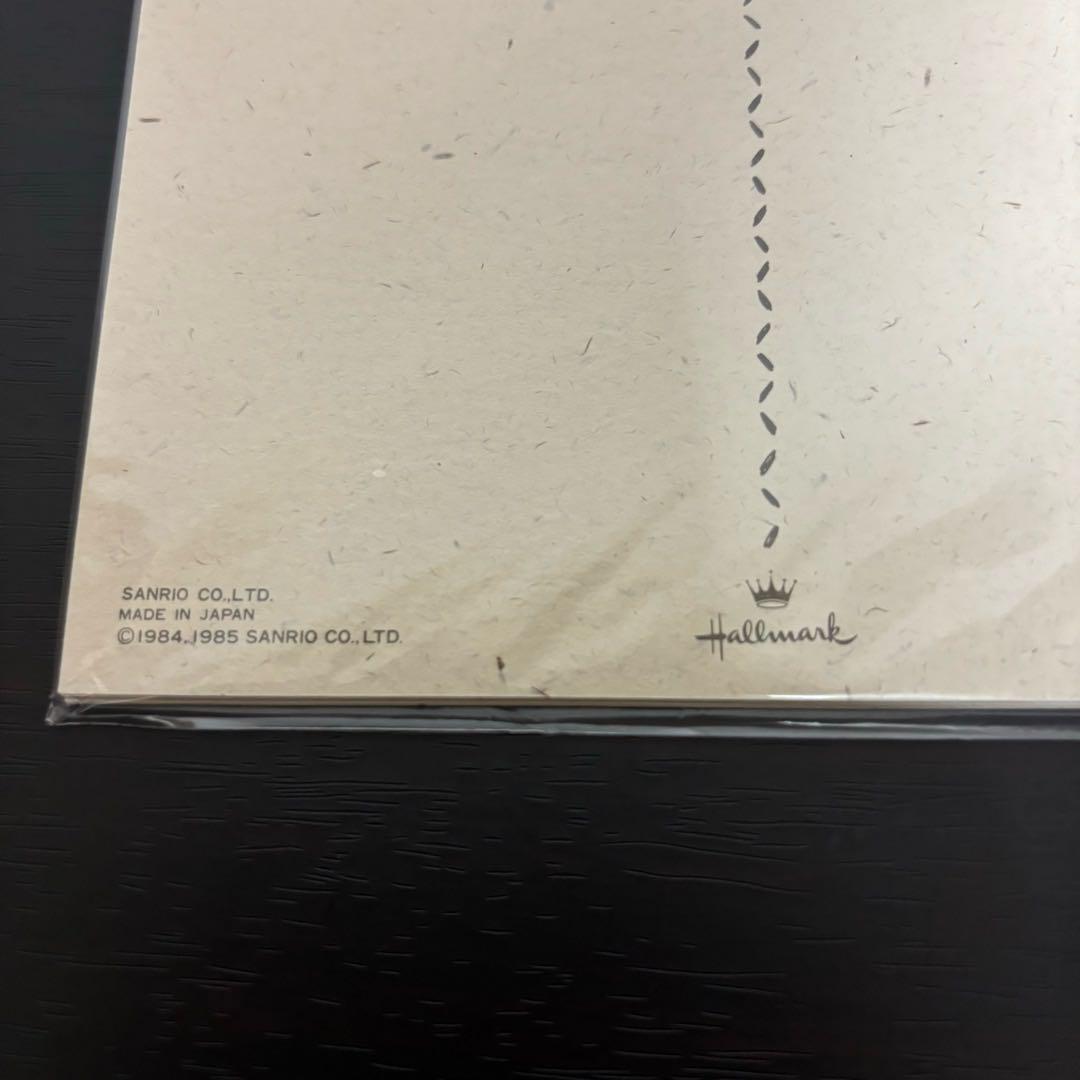 SANRIO CO.,LTD.
MADE IN JAPAN
©1984,1985 SANRIO CO.,LTD.
Hallmark